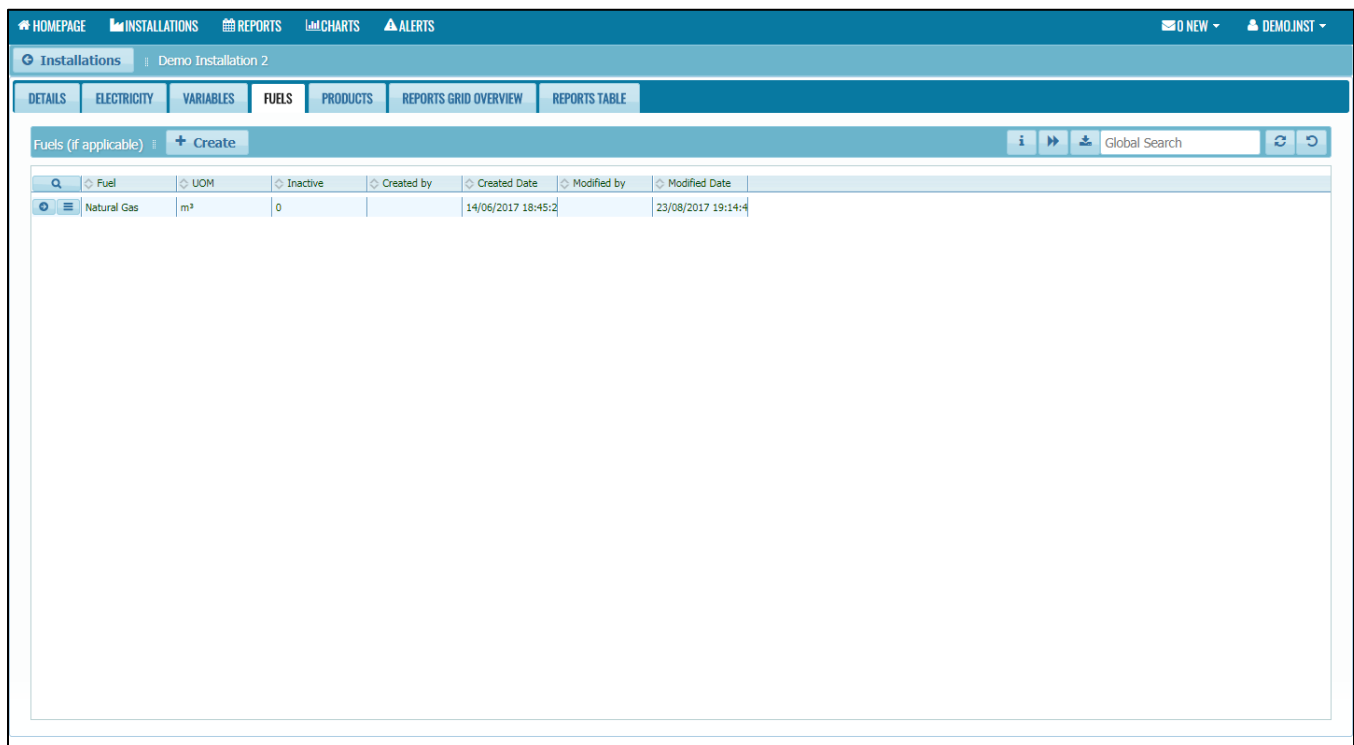 HOMEPAGE INSTALLATIONS REPORTS CHARTS ALERTS 0 NEW DEMO.INST
Installations Demo Installation 2
DETAILS ELECTRICITY VARIABLES FUELS PRODUCTS REPORTS GRID OVERVIEW REPORTS TABLE
Fuels (if applicable) + Create i Global Search
Fuel UOM Inactive Created by Created Date Modified by Modified Date
Natural Gas m³ 0 14/06/2017 18:45:2 23/08/2017 19:14:4